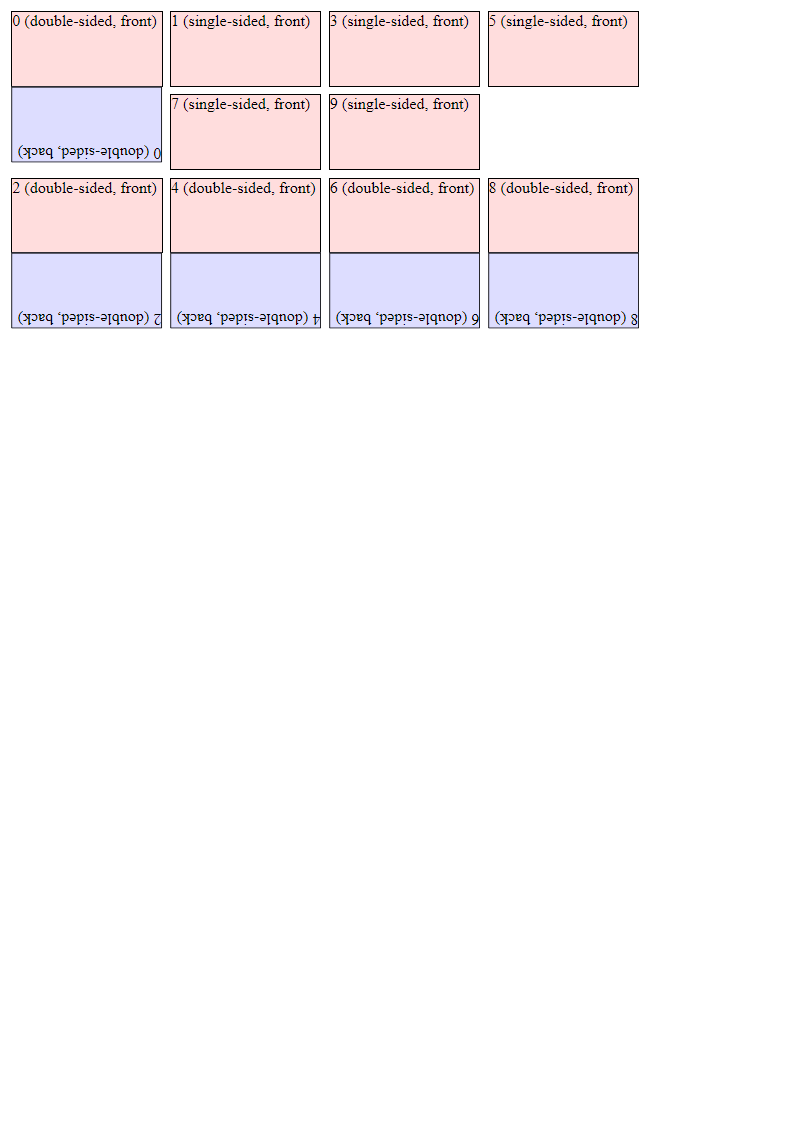 0 (double-sided, front)
1 (single-sided, front)
3 (single-sided, front)
5 (single-sided, front)
0 (double-sided, back)
7 (single-sided, front)
9 (single-sided, front)
2 (double-sided, front)
4 (double-sided, front)
6 (double-sided, front)
8 (double-sided, front)
2 (double-sided, back)
4 (double-sided, back)
6 (double-sided, back)
8 (double-sided, back)